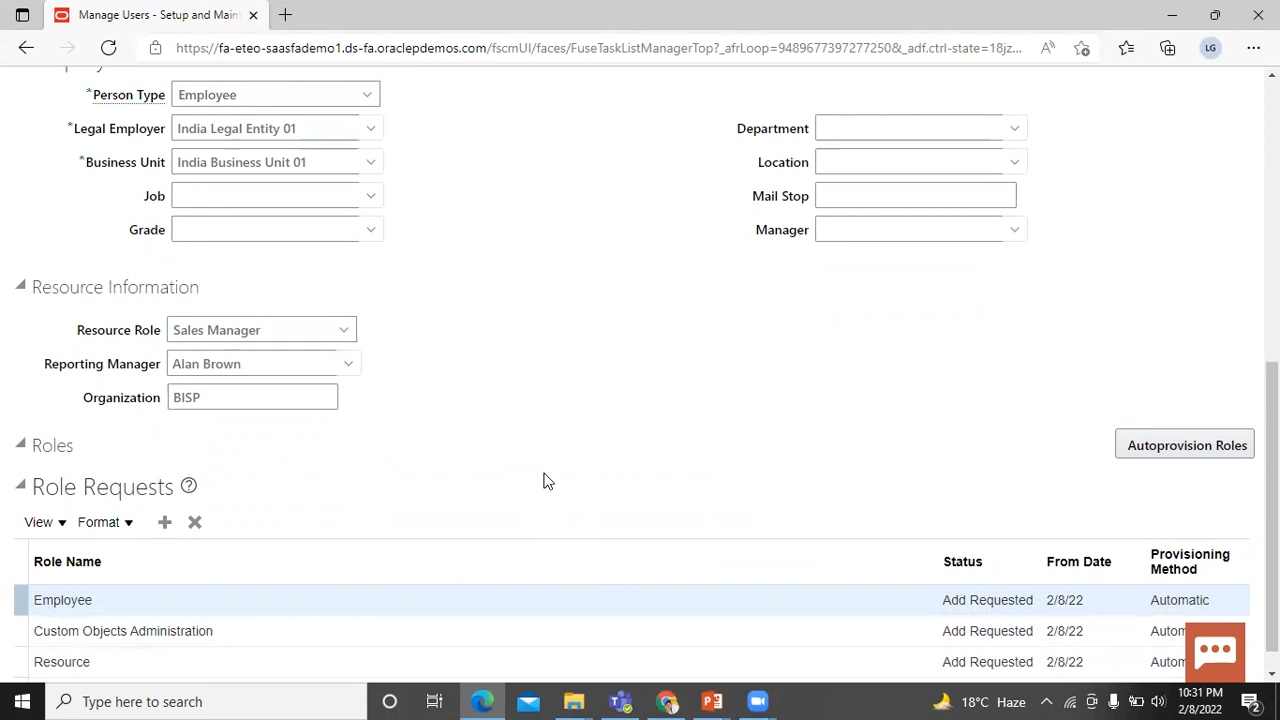 Manage Users - Setup and Main
https://fa-eteo-saasfademo1.ds-fa.oraclepdemos.com/fscmUI/faces/FuseTaskListManagerTop?_afrLoop=94896773972772508&_adf.ctrl-state=18jz...
LG
*Person Type Employee
*Legal Employer India Legal Entity 01
Department
*Business Unit India Business Unit 01
Location
Job
Mail Stop
Grade
Manager
Resource Information
Resource Role Sales Manager
Reporting Manager Alan Brown
Organization BISP
Roles
Autoprovision Roles
Role Requests
View Format
Role Name Status From Date Provisioning Method
Employee Add Requested 2/8/22 Automatic
Custom Objects Administration Add Requested 2/8/22 Autom
Resource Add Requested 2/8/22 Autom
Type here to search
18°C Haze
10:31 PM
2/8/2022
2